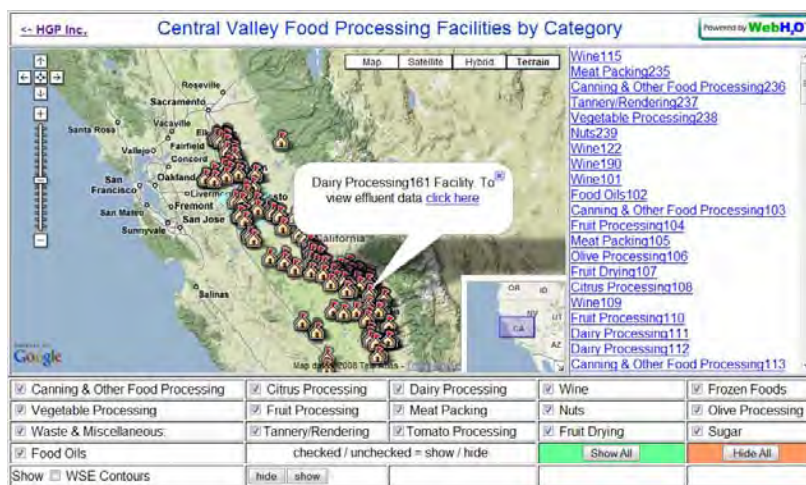 <- HGP Inc.
Central Valley Food Processing Facilities by Category
Powered by WebH2O
Map
Satellite
Hybrid
Terrain
Roseville
Sacramento
Santa Rosa
Vacaville
Elk
Fairfield
Vallejo
Concord
Oakland
San Francisco
Livermo
Fremont
San Mateo
San Jose
Sunnyvale
Salinas
California
Dairy Processing161 Facility. To
view effluent data click here
OR
ID
NV
UT
CA
AZ
POWERED BY
Google
Wine115
Meat Packing235
Canning & Other Food Processing236
Tannery/Rendering237
Vegetable Processing238
Nuts239
Wine122
Wine190
Wine101
Food Oils102
Canning & Other Food Processing103
Fruit Processing104
Meat Packing105
Olive Processing106
Fruit Drying107
Citrus Processing108
Wine109
Fruit Processing110
Dairy Processing111
Dairy Processing112
Canning & Other Food Processing113
Canning & Other Food Processing
Citrus Processing
Dairy Processing
Wine
Frozen Foods
Vegetable Processing
Fruit Processing
Meat Packing
Nuts
Olive Processing
Waste & Miscellaneous:
Tannery/Rendering
Tomato Processing
Fruit Drying
Sugar
Food Oils
checked / unchecked = show / hide
Show All
Hide All
Show WSE Contours
hide
show